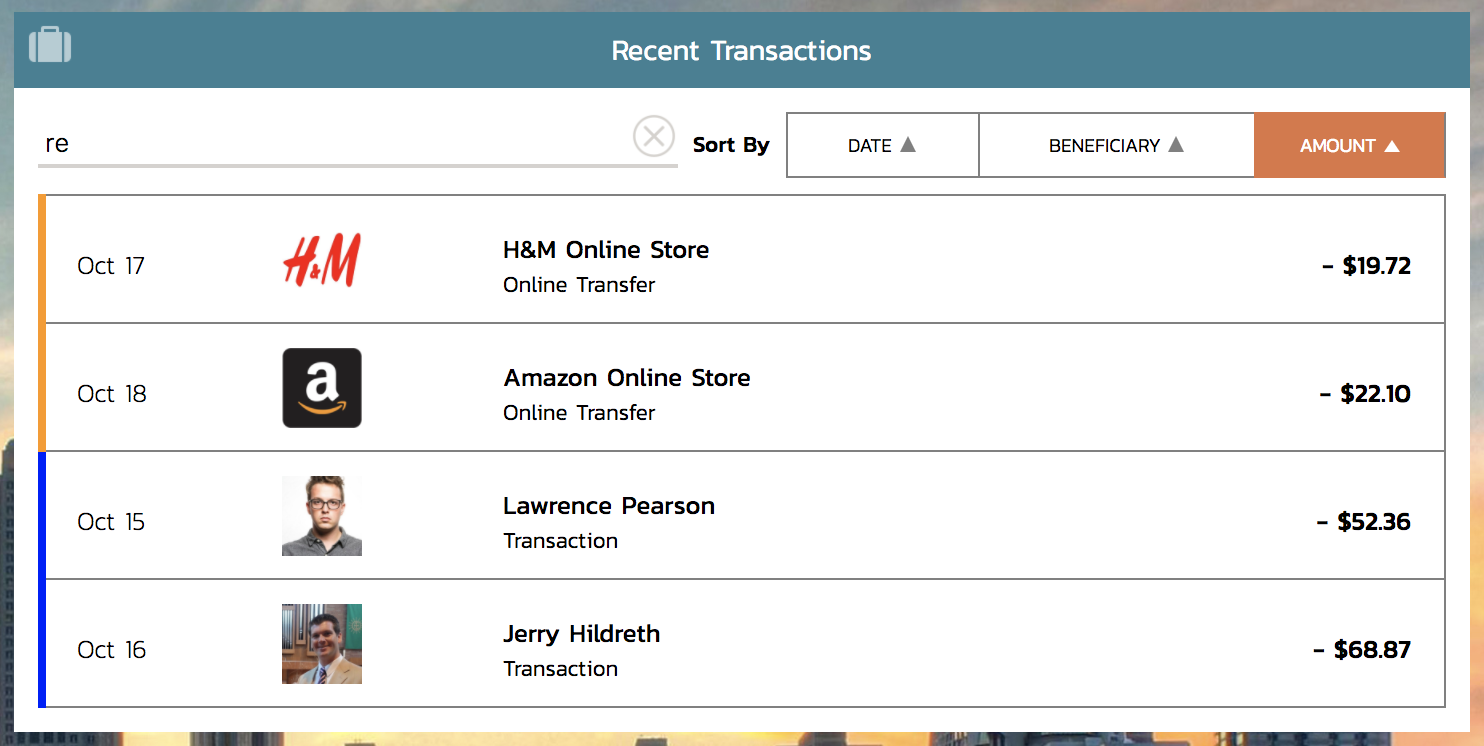 Recent Transactions
re
Sort By
DATE ▲
BENEFICIARY ▲
AMOUNT ▲
Oct 17
H&M
H&M Online Store
Online Transfer
- $19.72
Oct 18
a
Amazon Online Store
Online Transfer
- $22.10
Oct 15
Lawrence Pearson
Transaction
- $52.36
Oct 16
Jerry Hildreth
Transaction
- $68.87